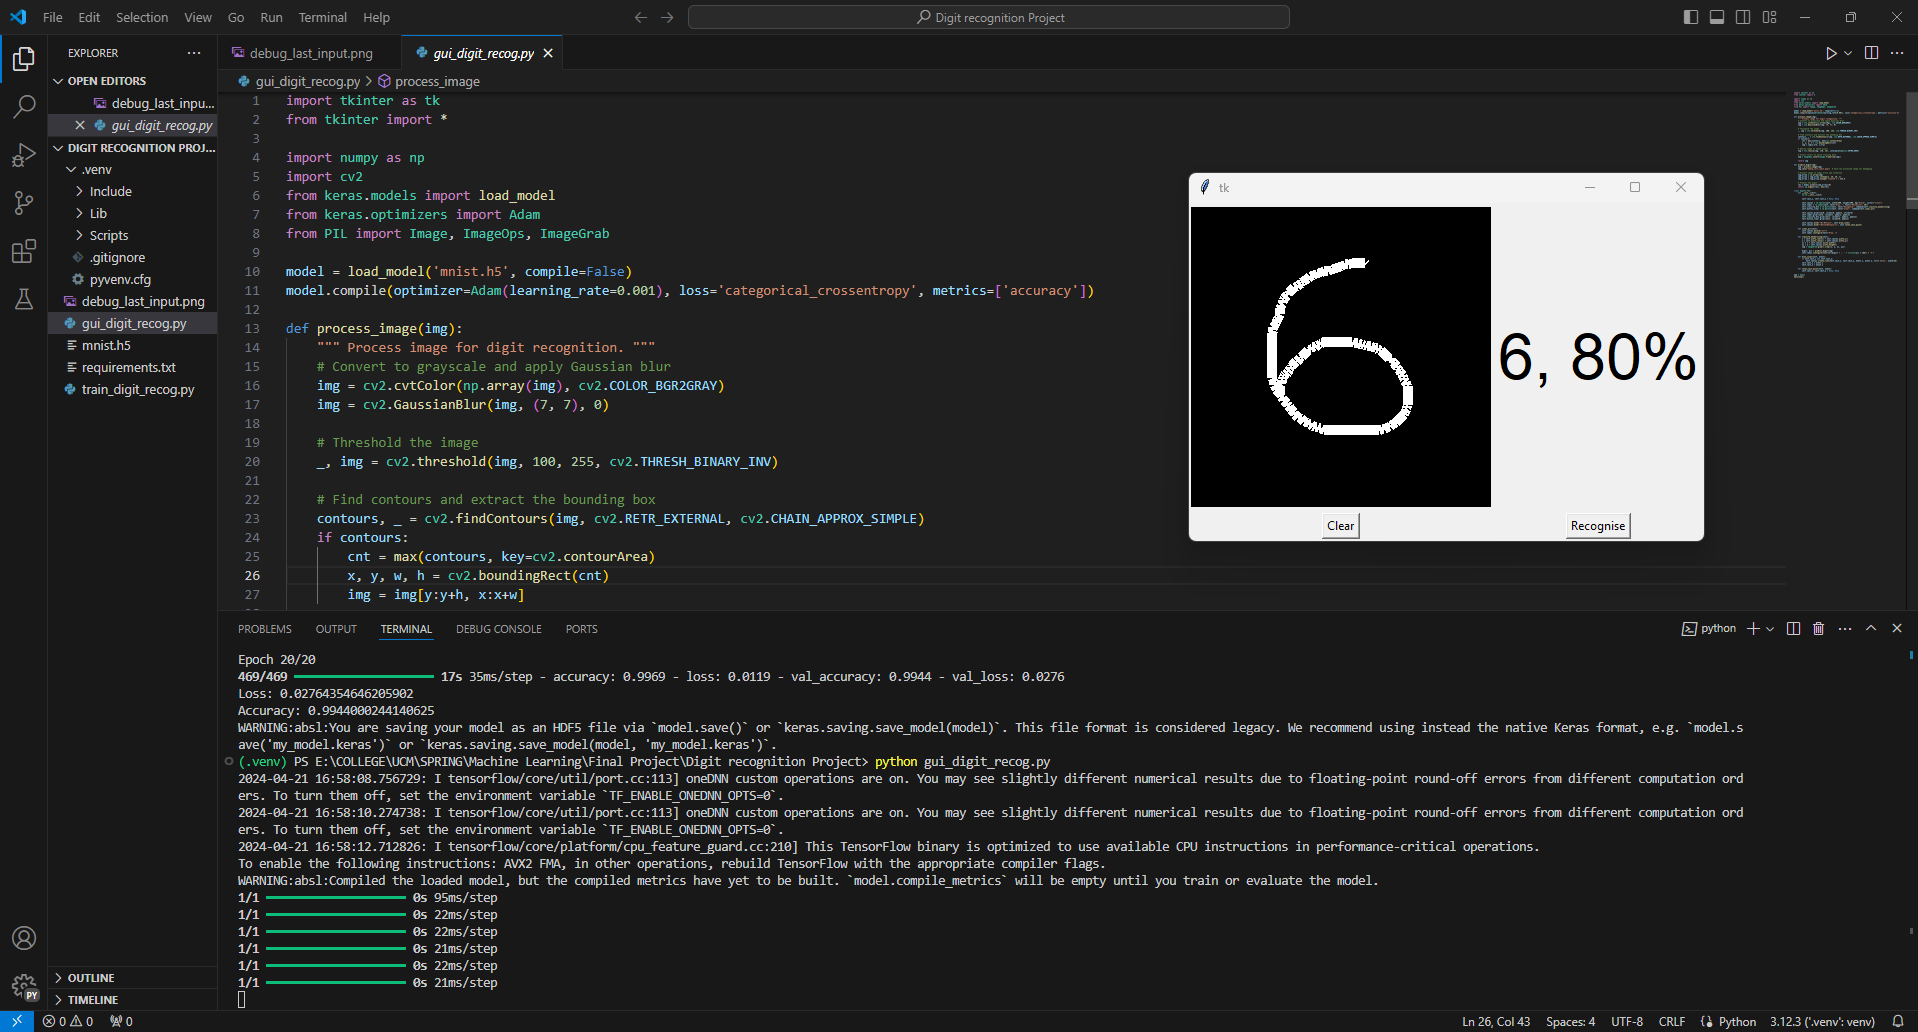 File Edit Selection View Go Run Terminal Help
Digit recognition Project
EXPLORER
OPEN EDITORS
debug_last_inpu...
gui_digit_recog.py
DIGIT RECOGNITION PROJ...
.venv
Include
Lib
Scripts
.gitignore
pyvenv.cfg
debug_last_input.png
gui_digit_recog.py
mnist.h5
requirements.txt
train_digit_recog.py
OUTLINE
TIMELINE
debug_last_input.png gui_digit_recog.py
gui_digit_recog.py > process_image
1 import tkinter as tk
2 from tkinter import *
3
4 import numpy as np
5 import cv2
6 from keras.models import load_model
7 from keras.optimizers import Adam
8 from PIL import Image, ImageOps, ImageGrab
9
10 model = load_model('mnist.h5', compile=False)
11 model.compile(optimizer=Adam(learning_rate=0.001), loss='categorical_crossentropy', metrics=['accuracy'])
12
13 def process_image(img):
14 """ Process image for digit recognition. """
15 # Convert to grayscale and apply Gaussian blur
16 img = cv2.cvtColor(np.array(img), cv2.COLOR_BGR2GRAY)
17 img = cv2.GaussianBlur(img, (7, 7), 0)
18
19 # Threshold the image
20 _, img = cv2.threshold(img, 100, 255, cv2.THRESH_BINARY_INV)
21
22 # Find contours and extract the bounding box
23 contours, _ = cv2.findContours(img, cv2.RETR_EXTERNAL, cv2.CHAIN_APPROX_SIMPLE)
24 if contours:
25 cnt = max(contours, key=cv2.contourArea)
26 x, y, w, h = cv2.boundingRect(cnt)
27 img = img[y:y+h, x:x+w]
tk
6
6, 80%
Clear
Recognise
PROBLEMS OUTPUT TERMINAL DEBUG CONSOLE PORTS
python
Epoch 20/20
469/469 17s 35ms/step - accuracy: 0.9969 - loss: 0.0119 - val_accuracy: 0.9944 - val_loss: 0.0276
Loss: 0.02764354646205902
Accuracy: 0.9944000244140625
WARNING:absl:You are saving your model as an HDF5 file via `model.save()` or `keras.saving.save_model(model)`. This file format is considered legacy. We recommend using instead the native Keras format, e.g. `model.s
ave('my_model.keras')` or `keras.saving.save_model(model, 'my_model.keras')`.
(.venv) PS E:\COLLEGE\UCM\SPRING\Machine Learning\Final Project\Digit recognition Project> python gui_digit_recog.py
2024-04-21 16:58:08.756729: I tensorflow/core/util/port.cc:113] oneDNN custom operations are on. You may see slightly different numerical results due to floating-point round-off errors from different computation ord
ers. To turn them off, set the environment variable `TF_ENABLE_ONEDNN_OPTS=0`.
2024-04-21 16:58:10.274738: I tensorflow/core/util/port.cc:113] oneDNN custom operations are on. You may see slightly different numerical results due to floating-point round-off errors from different computation ord
ers. To turn them off, set the environment variable `TF_ENABLE_ONEDNN_OPTS=0`.
2024-04-21 16:58:12.712826: I tensorflow/core/platform/cpu_feature_guard.cc:210] This TensorFlow binary is optimized to use available CPU instructions in performance-critical operations.
To enable the following instructions: AVX2 FMA, in other operations, rebuild TensorFlow with the appropriate compiler flags.
WARNING:absl:Compiled the loaded model, but the compiled metrics have yet to be built. `model.compile_metrics` will be empty until you train or evaluate the model.
1/1 0s 95ms/step
1/1 0s 22ms/step
1/1 0s 22ms/step
1/1 0s 21ms/step
1/1 0s 22ms/step
1/1 0s 21ms/step
PY
0 0 0 Ln 26, Col 43 Spaces: 4 UTF-8 CRLF Python 3.12.3 ('.venv': venv)